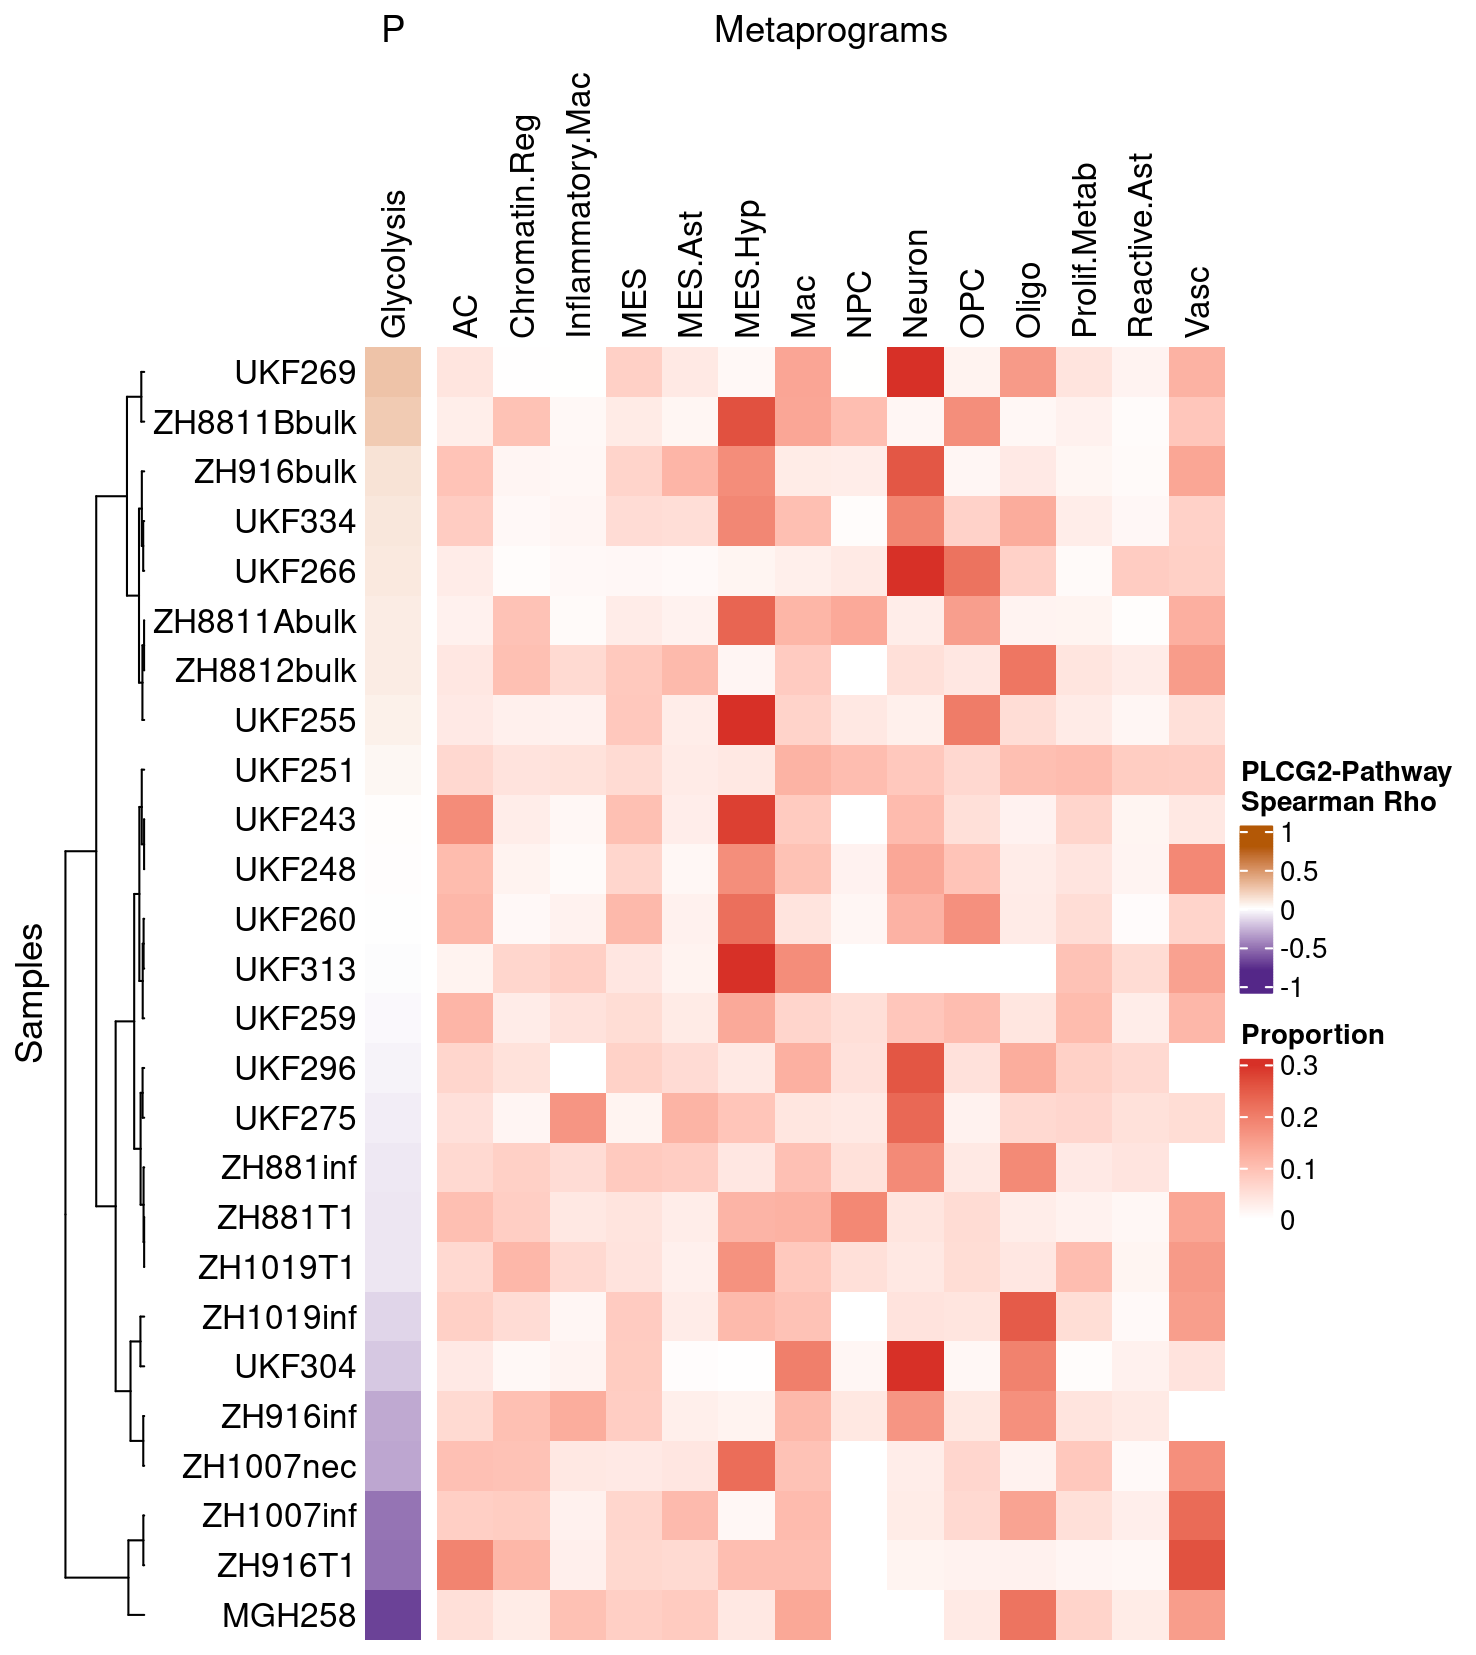 P
Metaprograms
Glycolysis
AC
Chromatin.Reg
Inflammatory.Mac
MES
MES.Ast
MES.Hyp
Mac
NPC
Neuron
OPC
Oligo
Prolif.Metab
Reactive.Ast
Vasc
Samples
UKF269
ZH8811Bbulk
ZH916bulk
UKF334
UKF266
ZH8811Abulk
ZH8812bulk
UKF255
UKF251
UKF243
UKF248
UKF260
UKF313
UKF259
UKF296
UKF275
ZH881inf
ZH881T1
ZH1019T1
ZH1019inf
UKF304
ZH916inf
ZH1007nec
ZH1007inf
ZH916T1
MGH258
PLCG2-Pathway
Spearman Rho
1
0.5
0
-0.5
-1
Proportion
0.3
0.2
0.1
0